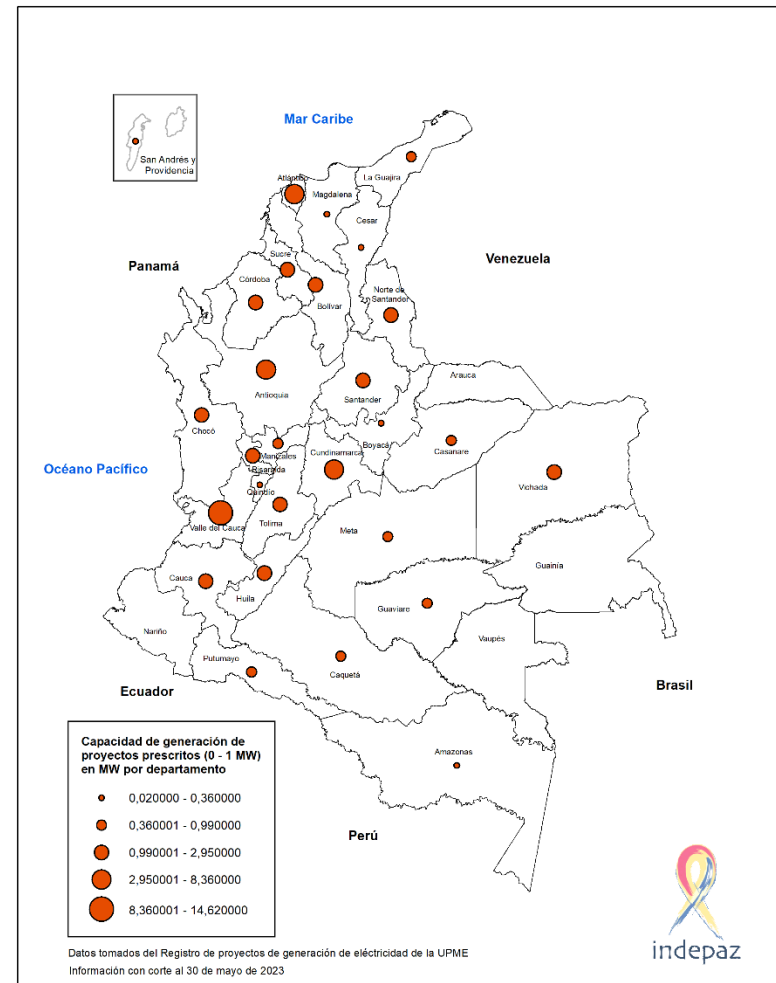 Mar Caribe
San Andrés y
Providencia
La Guajira
Atlántico
Magdalena
Cesar
Panamá
Venezuela
Sucre
Córdoba
Bolívar
Norte de
Santander
Antioquia
Santander
Arauca
Chocó
Boyacá
Casanare
Cundinamarca
Manizales
Risaralda
Océano Pacífico
Vichada
Quindío
Valle del Cauca
Tolima
Meta
Guainía
Cauca
Huila
Guaviare
Nariño
Vaupés
Putumayo
Caquetá
Ecuador
Brasil
Amazonas
Perú
Capacidad de generación de
proyectos prescritos (0 - 1 MW)
en MW por departamento
0,020000 - 0,360000
0,360001 - 0,990000
0,990001 - 2,950000
2,950001 - 8,360000
8,360001 - 14,620000
indepaz
Datos tomados del Registro de proyectos de generación de eléctricidad de la UPME
Información con corte al 30 de mayo de 2023